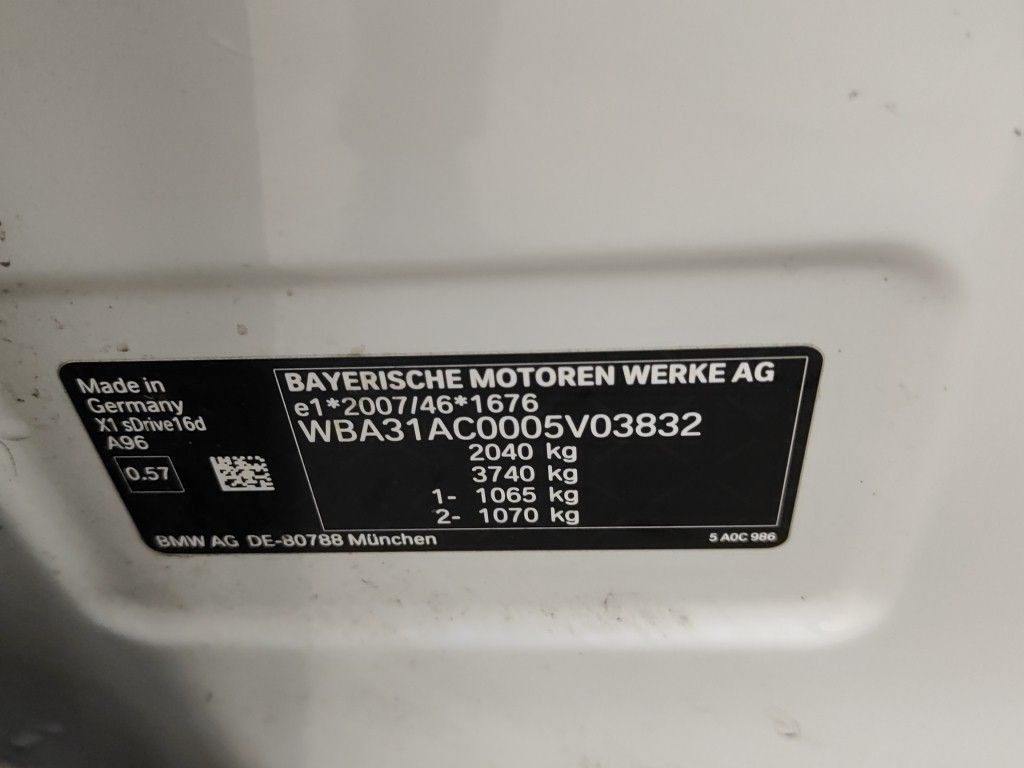 Made in
Germany
X1 sDrive16d
A96
0.57
BAYERISCHE MOTOREN WERKE AG
e1*2007/46*1676
WBA31AC0005V03832
2040 kg
3740 kg
1- 1065 kg
2- 1070 kg
BMW AG DE-80788 München
5 A0C 986